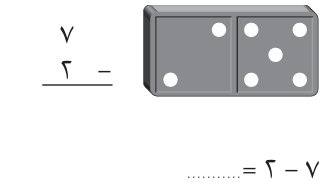 ٧
٢ –
٧ – ٢ = ...........